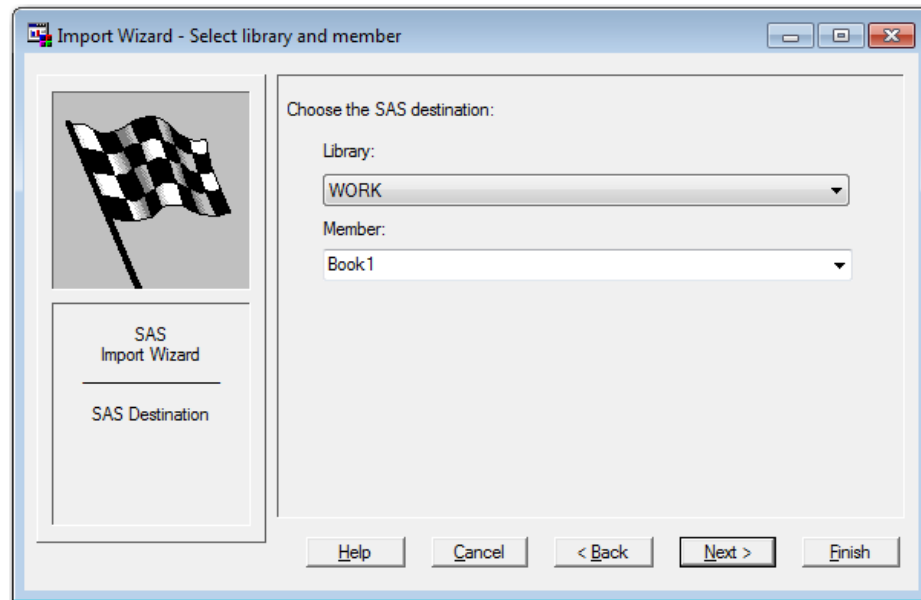 Import Wizard - Select library and member
Choose the SAS destination:
Library:
WORK
Member:
Book1
SAS
Import Wizard
SAS Destination
Help
Cancel
< Back
Next >
Finish